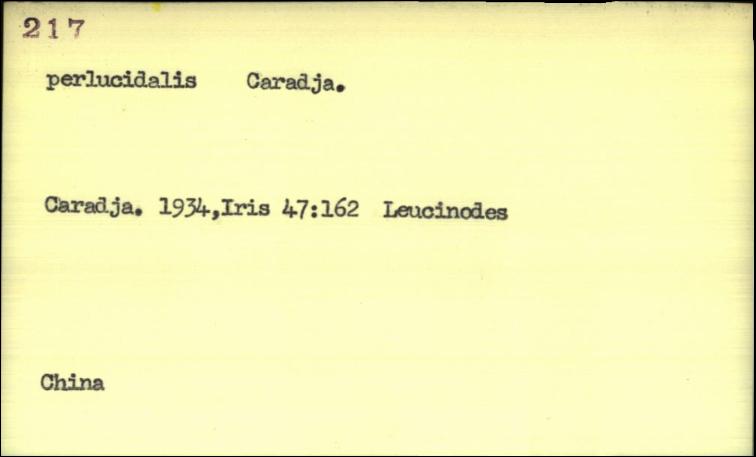 217
perlucidalis Caradja.
Caradja. 1934,Iris 47:162 Leucinodes
China